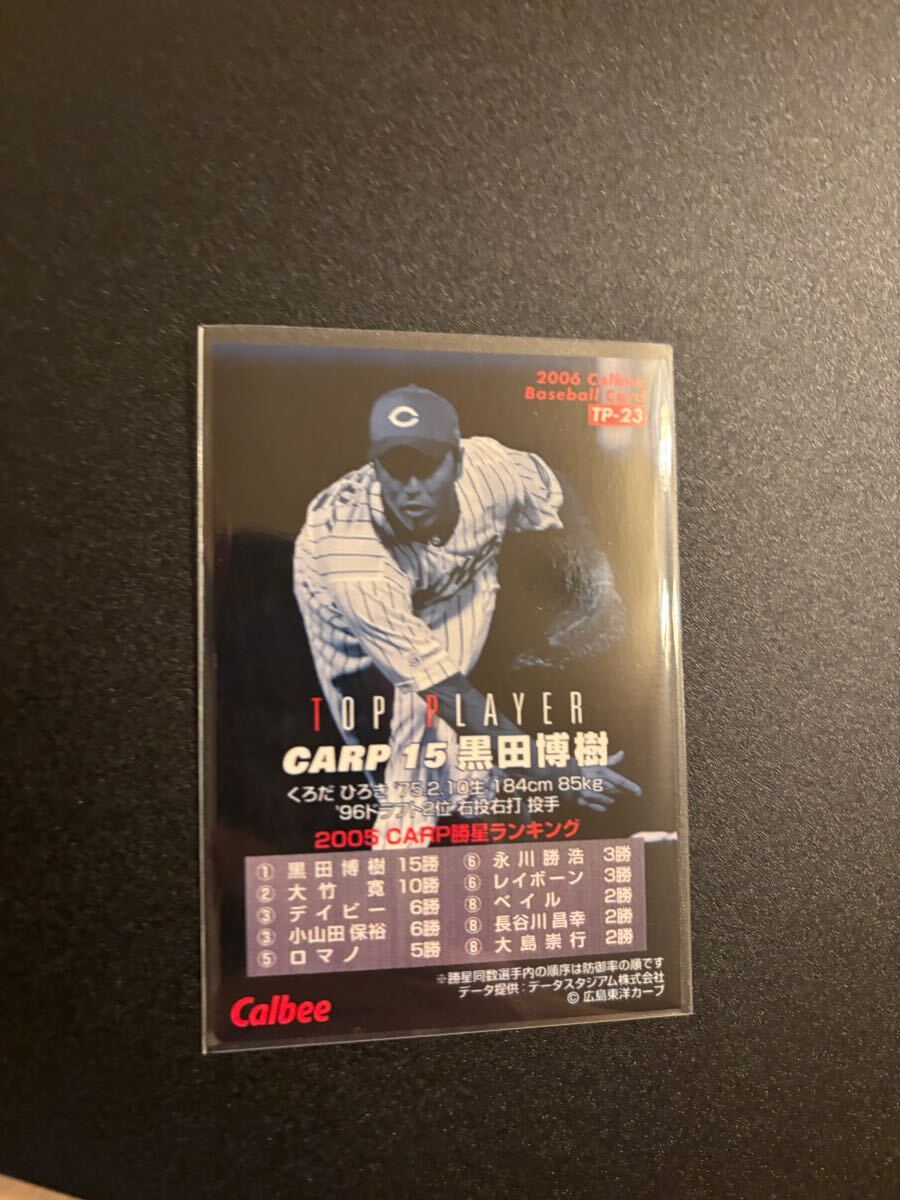 2006 Calbee
Baseball Card
TP-23
TOP PLAYER
CARP 15 黒田博樹
くろだ ひろき '75.2.10生 184cm 85kg
'96ドラフト2位 右投右打 投手
2005 CARP勝星ランキング
① 黒田博樹 15勝
② 大竹 寛 10勝
③ デイビー 6勝
③ 小山田保裕 6勝
⑤ ロマノ 5勝
⑥ 永川勝浩 3勝
⑥ レイボーン 3勝
⑧ ベイル 2勝
⑧ 長谷川昌幸 2勝
⑧ 大島崇行 2勝
※勝星同数選手内の順序は防御率の順です
データ提供：データスタジアム株式会社
© 広島東洋カープ
Calbee